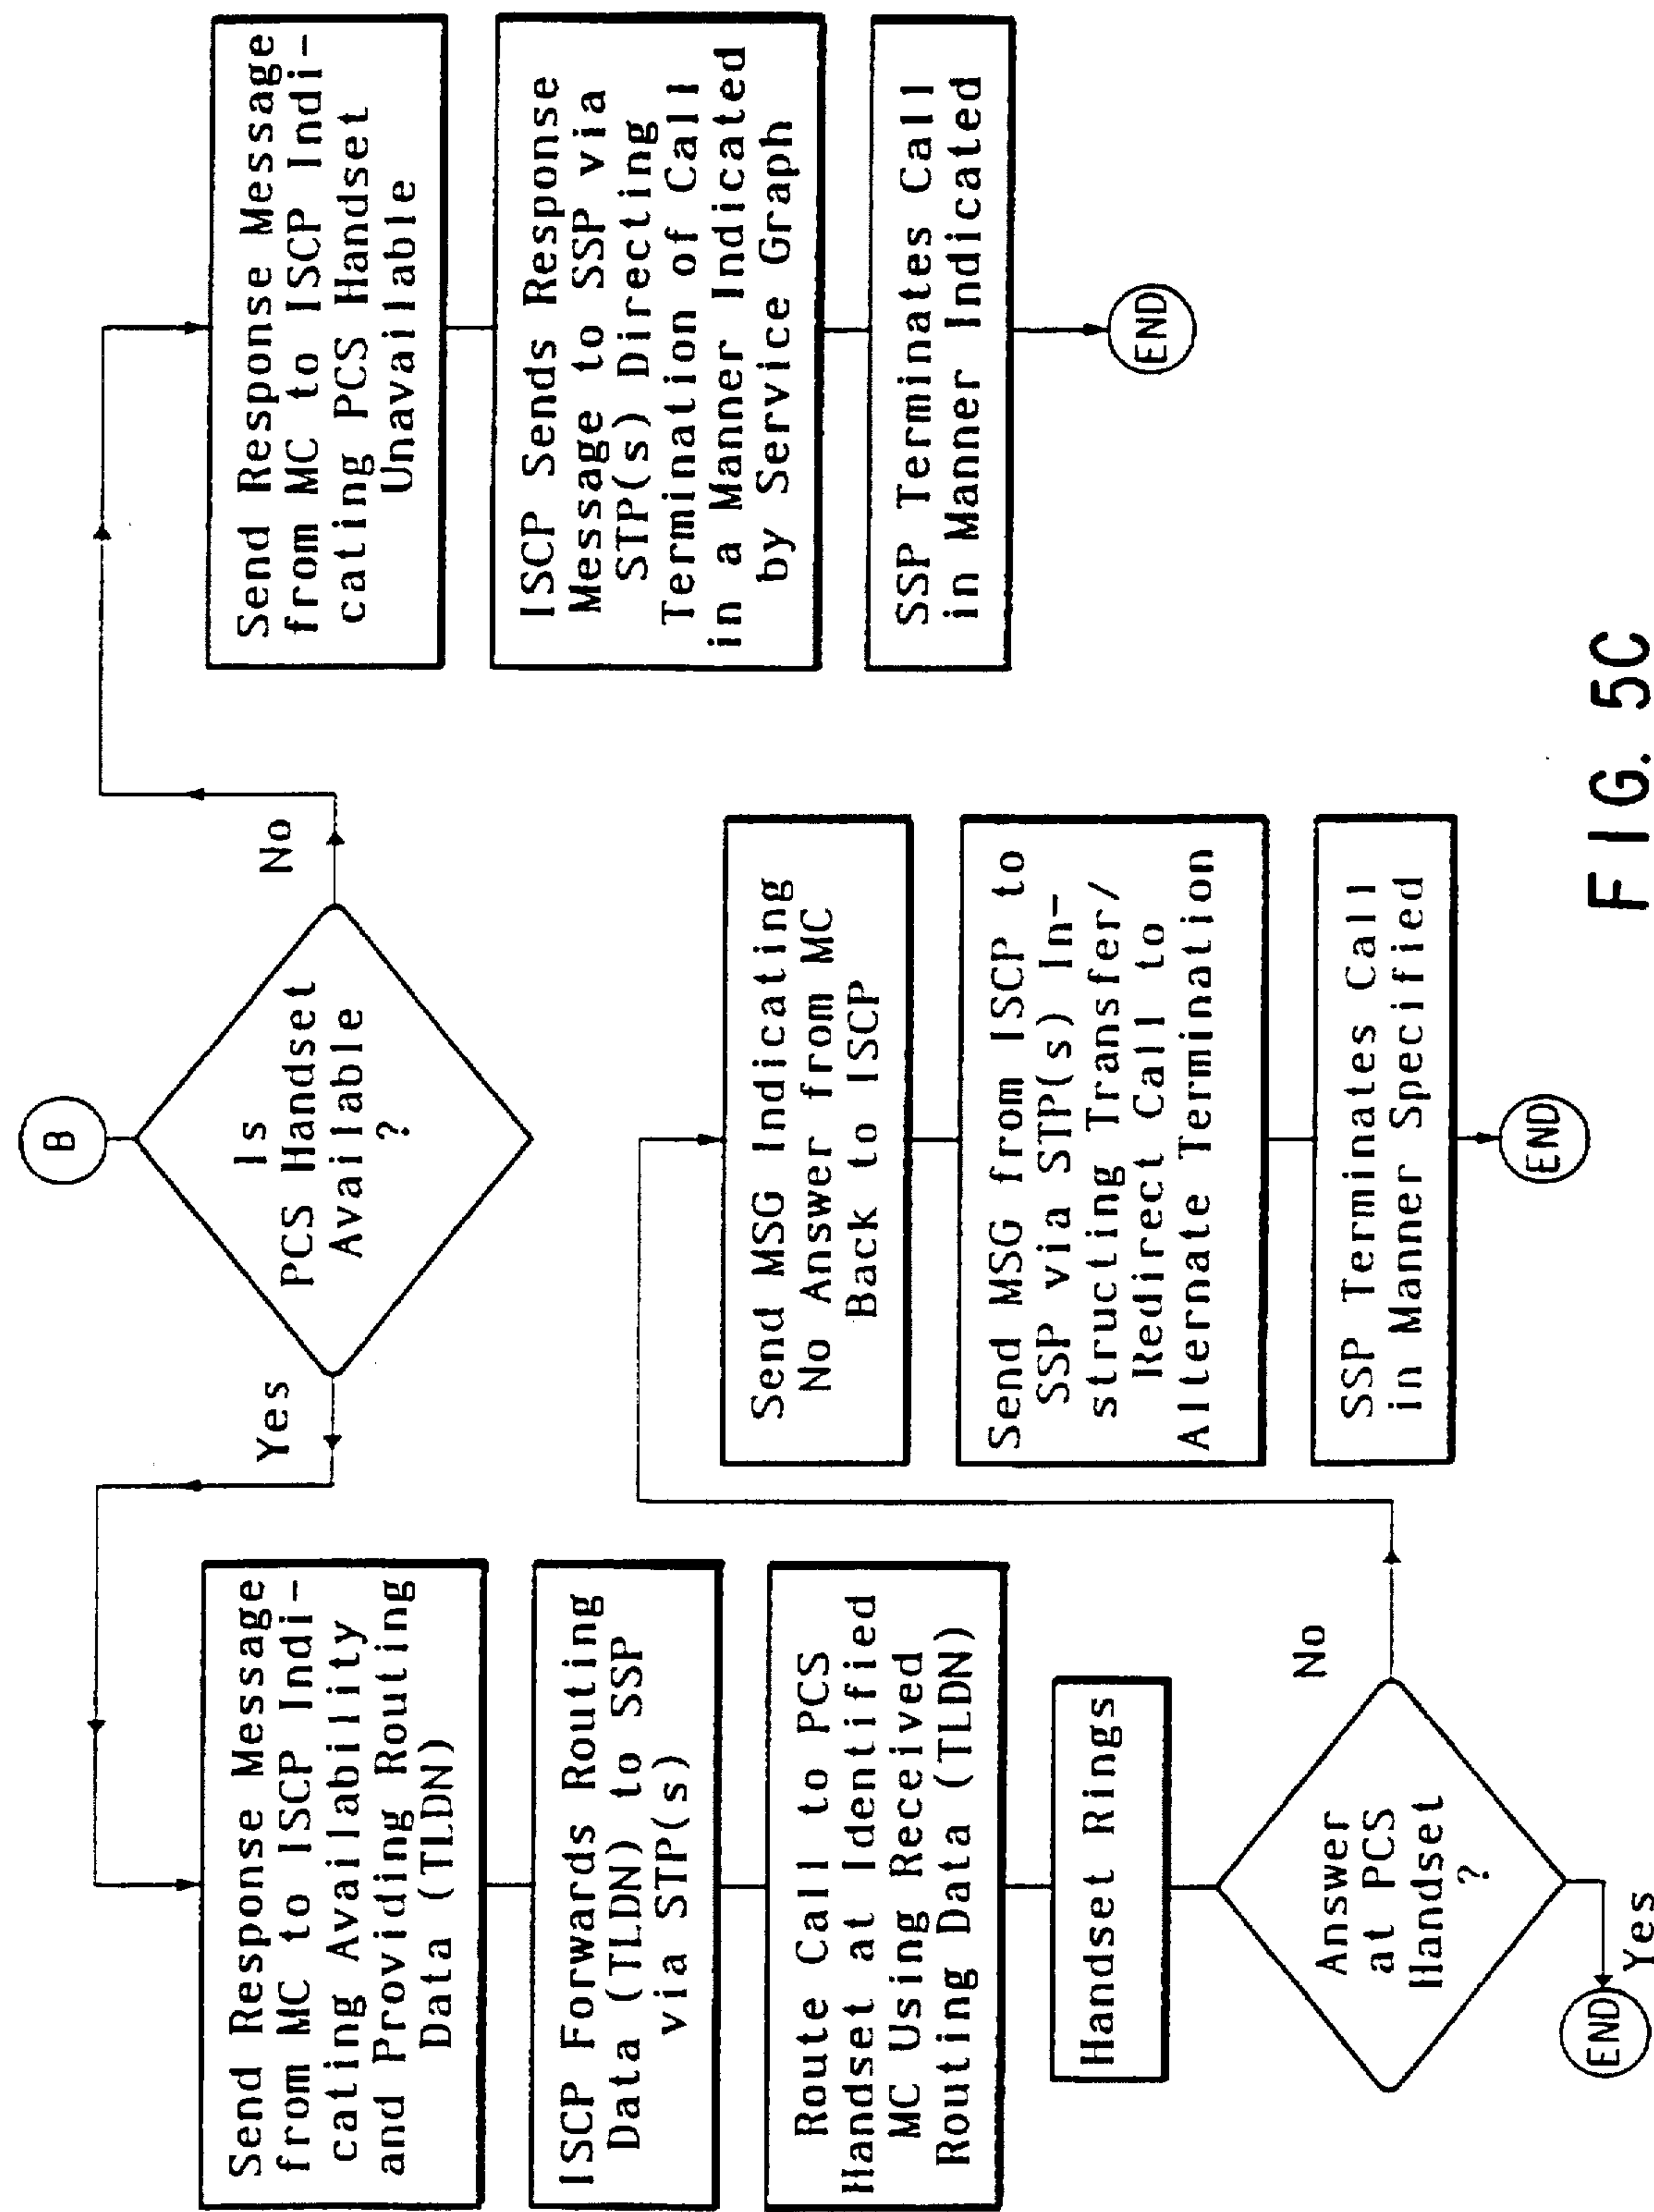 B
Is
PCS Handset
Available
?
Yes
No
Send Response Message
from MC to ISCP Indi-
cating Availability
and Providing Routing
Data (TLDN)
ISCP Forwards Routing
Data (TLDN) to SSP
via STP(s)
Route Call to PCS
Handset at Identified
MC Using Received
Routing Data (TLDN)
Handset Rings
Answer
at PCS
Handset
?
Yes
END
No
Send MSG Indicating
No Answer from MC
Back to ISCP
Send MSG from ISCP to
SSP via STP(s) In-
structing Transfer/
Redirect Call to
Alternate Termination
SSP Terminates Call
in Manner Specified
END
Send Response Message
from MC to ISCP Indi-
cating PCS Handset
Unavailable
ISCP Sends Response
Message to SSP via
STP(s) Directing
Termination of Call
in a Manner Indicated
by Service Graph
SSP Terminates Call
in Manner Indicated
END
FIG. 5C